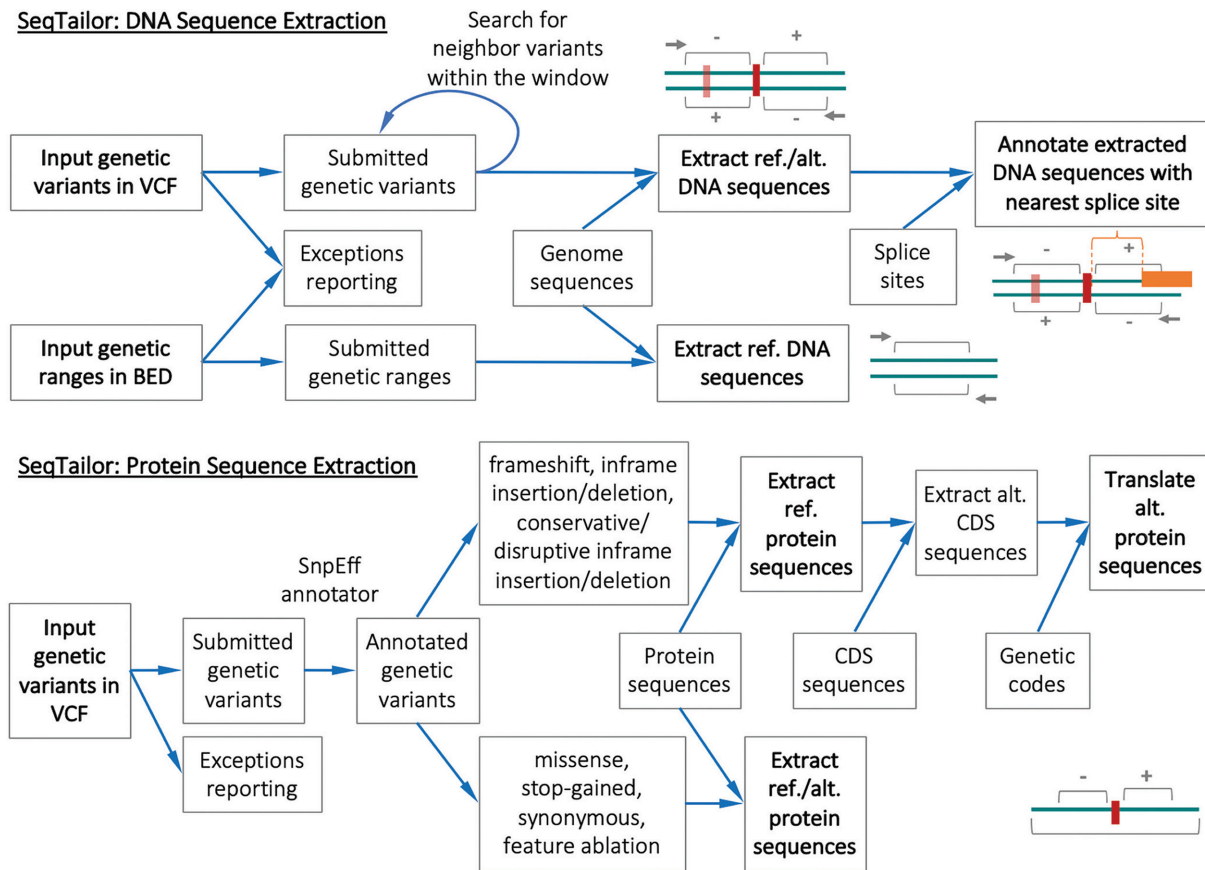 SeqTailor: DNA Sequence Extraction
Search for
neighbor variants
within the window
- +
+ -
Input genetic
variants in VCF
Submitted
genetic variants
Extract ref./alt.
DNA sequences
Annotate extracted
DNA sequences with
nearest splice site
Exceptions
reporting
Genome
sequences
Splice
sites
- +
+ -
Input genetic
ranges in BED
Submitted
genetic ranges
Extract ref. DNA
sequences
SeqTailor: Protein Sequence Extraction
frameshift, inframe
insertion/deletion,
conservative/
disruptive inframe
insertion/deletion
Extract
ref.
protein
sequences
Extract alt.
CDS
sequences
Translate
alt.
protein
sequences
SnpEff
annotator
Input
genetic
variants in
VCF
Submitted
genetic
variants
Annotated
genetic
variants
Protein
sequences
CDS
sequences
Genetic
codes
Exceptions
reporting
missense,
stop-gained,
synonymous,
feature ablation
Extract
ref./alt.
protein
sequences
- +